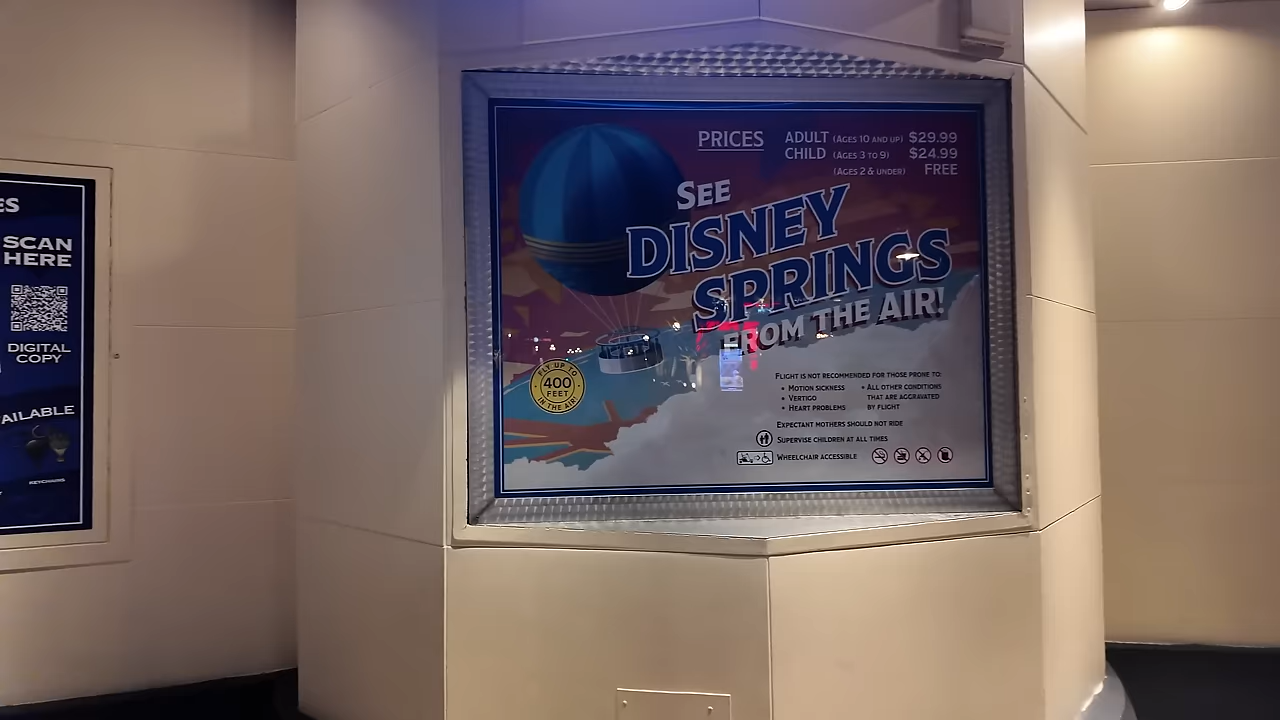 ES
SCAN
HERE
DIGITAL
COPY
AILABLE
KEYCHAINS
PRICES
ADULT (AGES 10 AND UP) $29.99
CHILD (AGES 3 TO 9) $24.99
(AGES 2 & UNDER) FREE
SEE
DISNEY
SPRINGS
FROM THE AIR!
FLY UP TO
400
FEET
IN THE AIR!
FLIGHT IS NOT RECOMMENDED FOR THOSE PRONE TO:
• MOTION SICKNESS
• VERTIGO
• HEART PROBLEMS
• ALL OTHER CONDITIONS
THAT ARE AGGRAVATED
BY FLIGHT
EXPECTANT MOTHERS SHOULD NOT RIDE
SUPERVISE CHILDREN AT ALL TIMES
WHEELCHAIR ACCESSIBLE